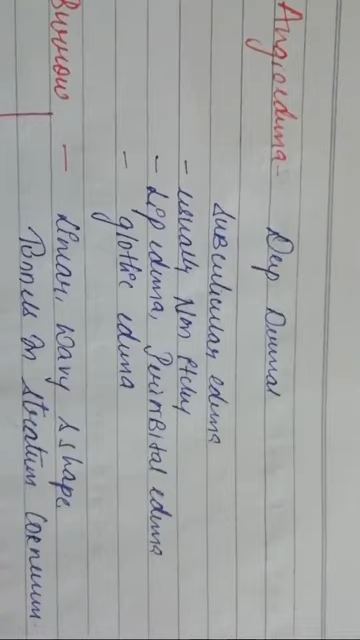 Angioedema - Deep Dermal
Subcuticular edema
- usually Non itchy
- Lip edema, Periorbital edema
- glottic edema
Burrow - Linear, Wavy S shape
Tunnels in Stratum Corneum.